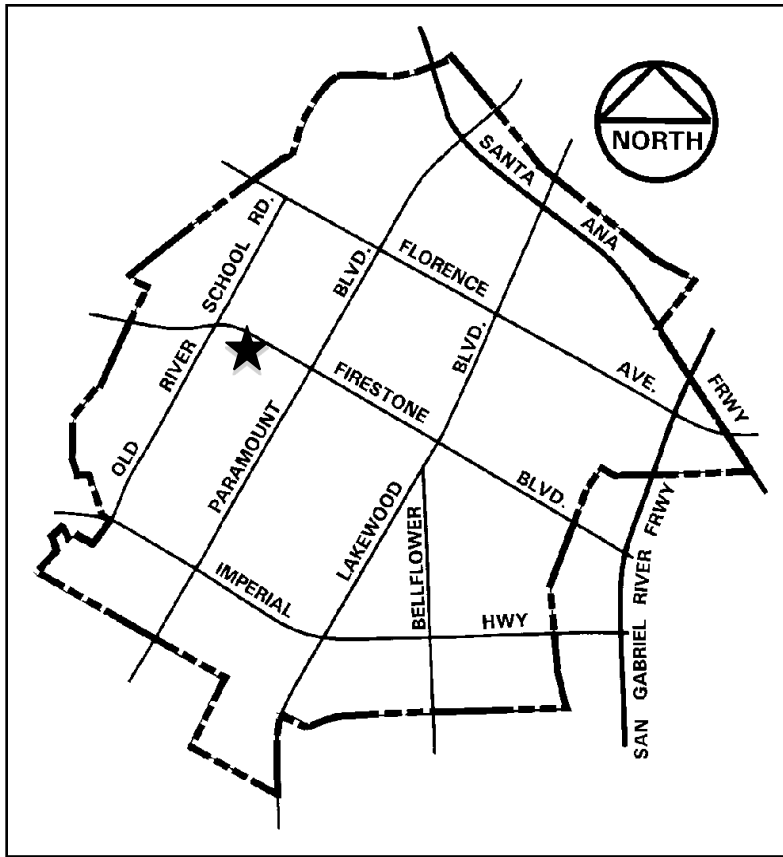 NORTH
SANTA
ANA
FRWY
OLD
RIVER
SCHOOL
RD.
PARAMOUNT
BLVD.
FLORENCE
AVE.
LAKEWOOD
BLVD.
FIRESTONE
BLVD.
BELLFLOWER
IMPERIAL
HWY
SAN GABRIEL RIVER FRWY